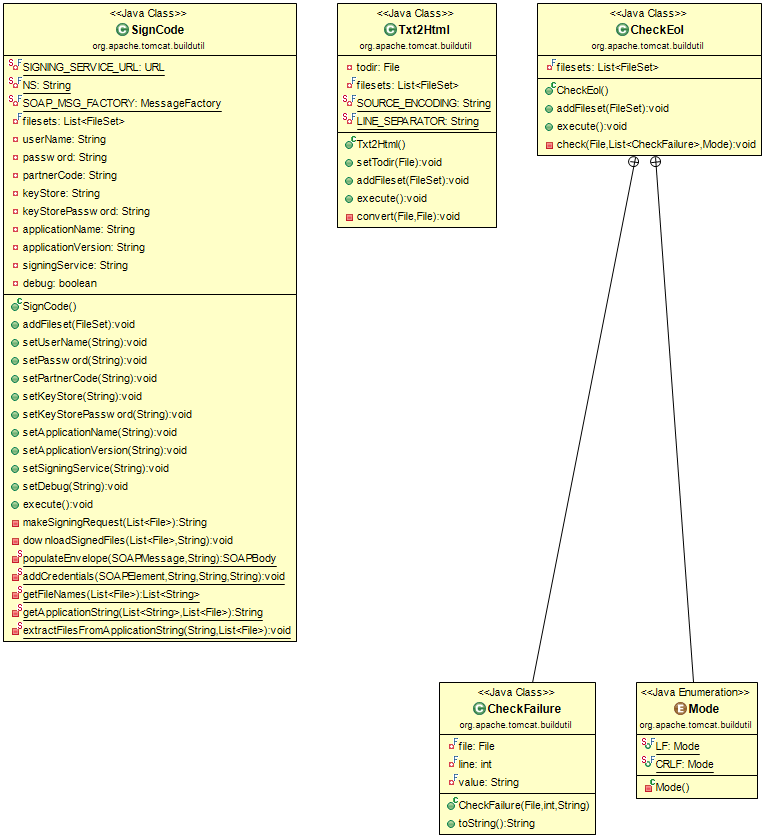 <<Java Class>>
SignCode
org.apache.tomcat.buildutil
SIGNING_SERVICE_URL: URL
NS: String
SOAP_MSG_FACTORY: MessageFactory
filesets: List<FileSet>
userName: String
password: String
partnerCode: String
keyStore: String
keyStorePassword: String
applicationName: String
applicationVersion: String
signingService: String
debug: boolean
SignCode()
addFileset(FileSet):void
setUserName(String):void
setPassword(String):void
setPartnerCode(String):void
setKeyStore(String):void
setKeyStorePassword(String):void
setApplicationName(String):void
setApplicationVersion(String):void
setSigningService(String):void
setDebug(String):void
execute():void
makeSigningRequest(List<File>):String
downloadSignedFiles(List<File>,String):void
populateEnvelope(SOAPMessage,String):SOAPBody
addCredentials(SOAPElement,String,String,String):void
getFileNames(List<File>):List<String>
getApplicationString(List<String>,List<File>):String
extractFilesFromApplicationString(String,List<File>):void
<<Java Class>>
Txt2Html
org.apache.tomcat.buildutil
todir: File
filesets: List<FileSet>
SOURCE_ENCODING: String
LINE_SEPARATOR: String
Txt2Html()
setTodir(File):void
addFileset(FileSet):void
execute():void
convert(File,File):void
<<Java Class>>
CheckEol
org.apache.tomcat.buildutil
filesets: List<FileSet>
CheckEol()
addFileset(FileSet):void
execute():void
check(File,List<CheckFailure>,Mode):void
<<Java Class>>
CheckFailure
org.apache.tomcat.buildutil
file: File
line: int
value: String
CheckFailure(File,int,String)
toString():String
<<Java Enumeration>>
Mode
org.apache.tomcat.buildutil
LF: Mode
CRLF: Mode
Mode()